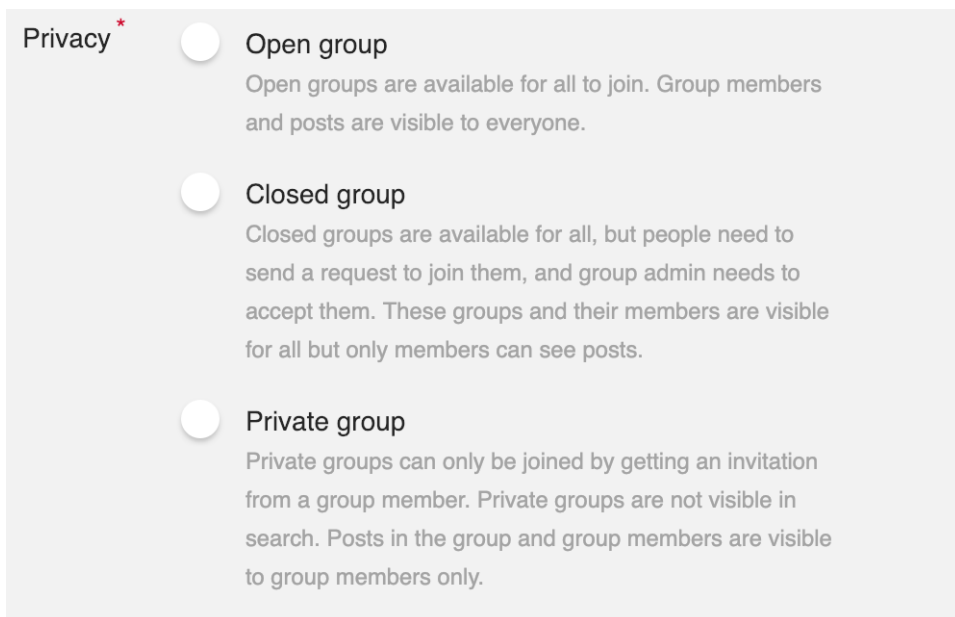 Privacy *
Open group
Open groups are available for all to join. Group members
and posts are visible to everyone.
Closed group
Closed groups are available for all, but people need to
send a request to join them, and group admin needs to
accept them. These groups and their members are visible
for all but only members can see posts.
Private group
Private groups can only be joined by getting an invitation
from a group member. Private groups are not visible in
search. Posts in the group and group members are visible
to group members only.